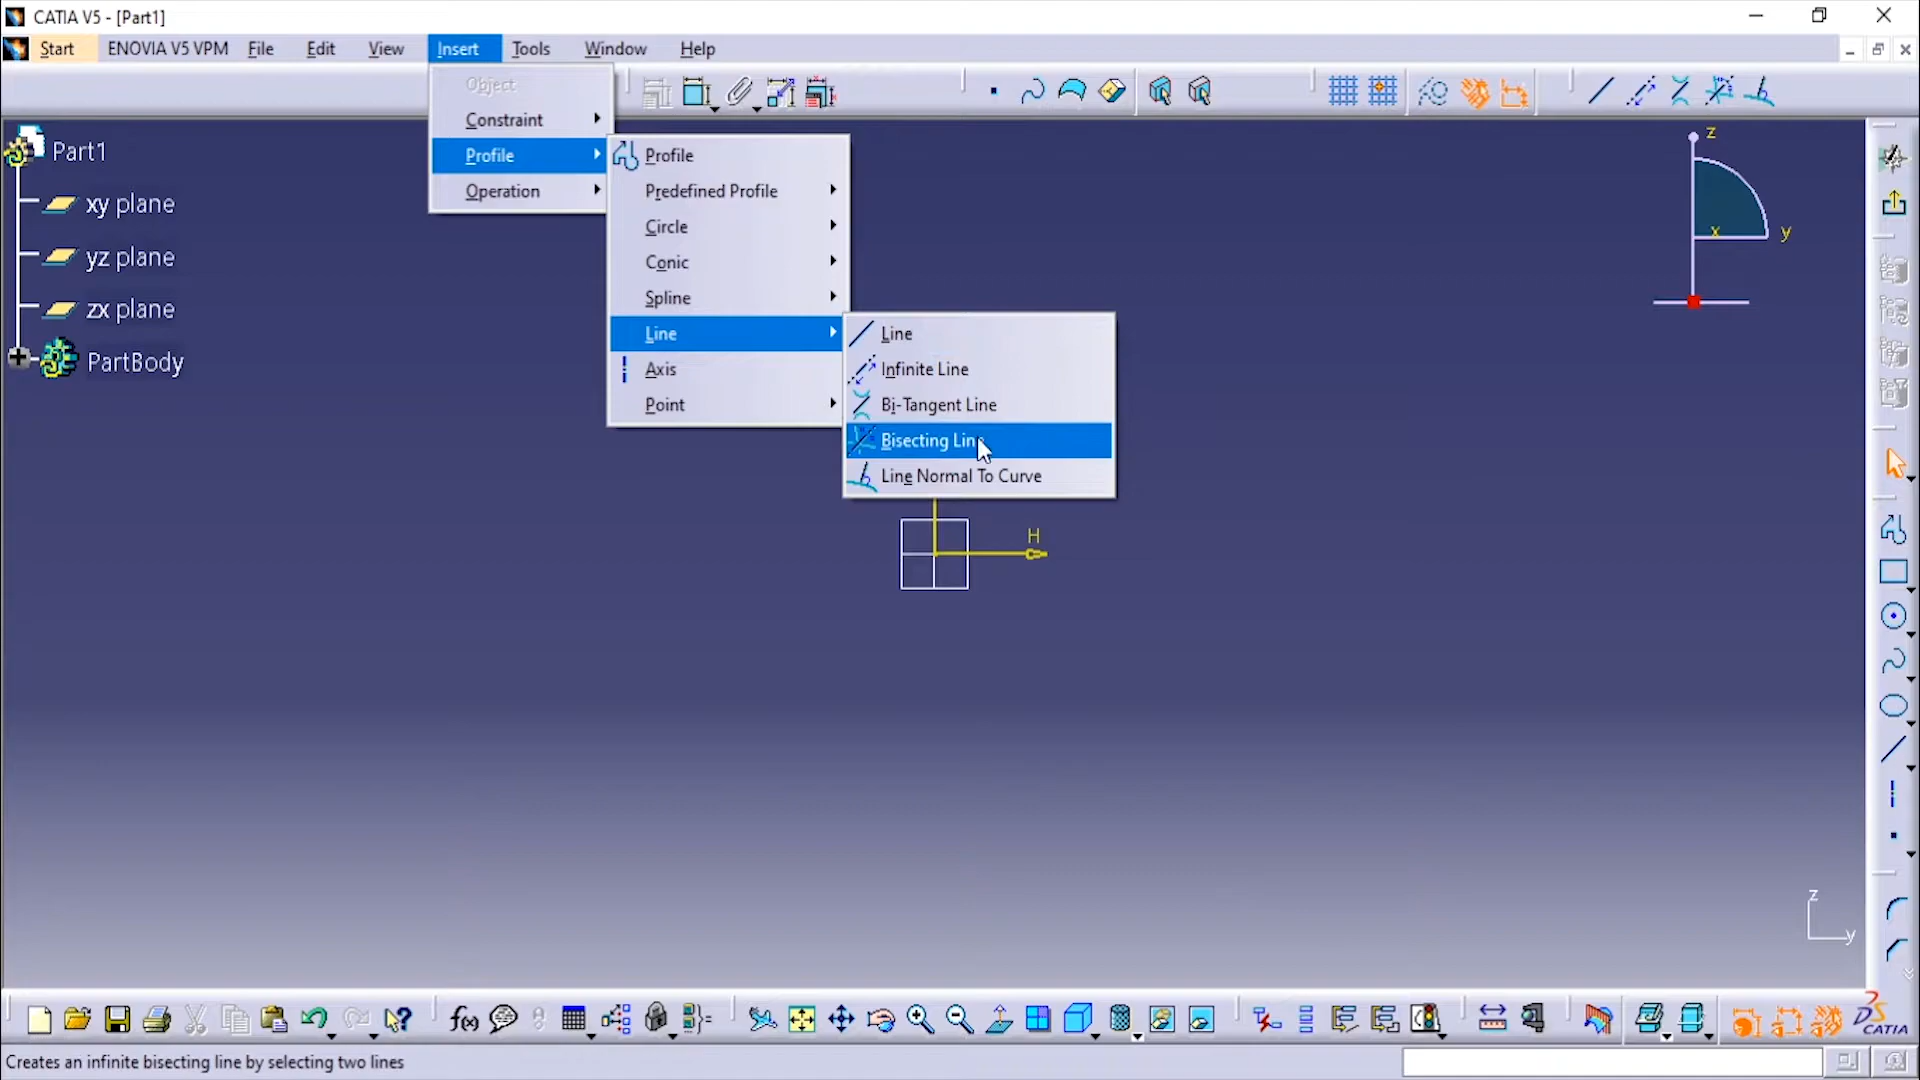 CATIA V5 - [Part1]
Start ENOVIA V5 VPM File Edit View Insert Tools Window Help
Object
Constraint
Profile
Operation
Profile
Predefined Profile
Circle
Conic
Spline
Line
Axis
Point
Line
Infinite Line
Bi-Tangent Line
Bisecting Line
Line Normal To Curve
Part1
xy plane
yz plane
zx plane
PartBody
z
x
y
H
z
y
f(x)
CATIA
Creates an infinite bisecting line by selecting two lines